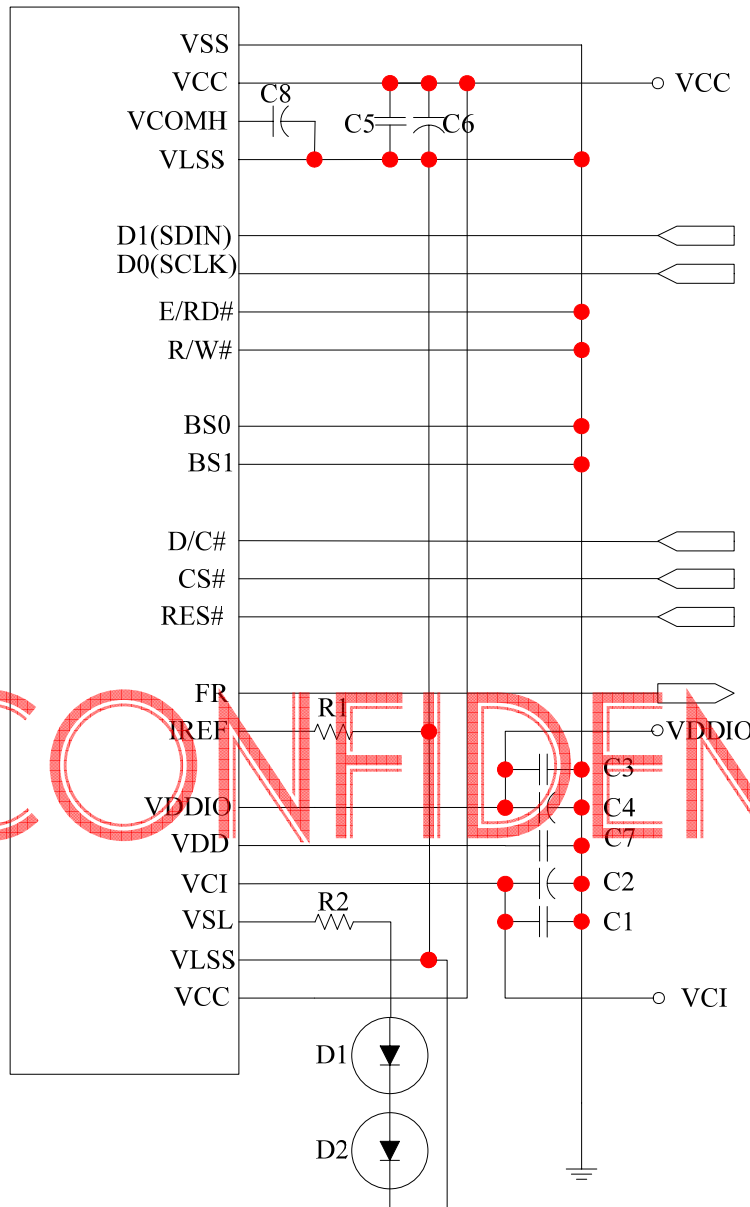 VSS
VCC
VCC
C8
VCOMH
C5
C6
VLSS
D1(SDIN)
D0(SCLK)
E/RD#
R/W#
BS0
BS1
D/C#
CS#
RES#
FR
R1
IREF
VDDIO
C3
VDDIO
C4
VDD
C7
VCI
C2
VSL
R2
C1
VLSS
VCC
VCI
D1
D2
CONFIDEN